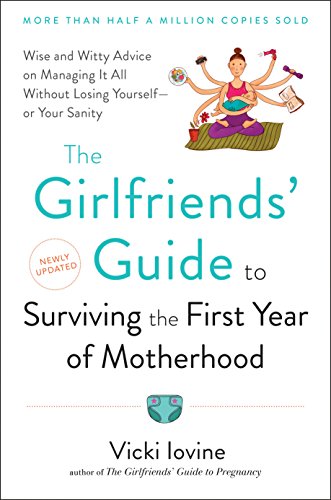 MORE THAN HALF A MILLION COPIES SOLD
Wise and Witty Advice
on Managing It All
Without Losing Yourself—
or Your Sanity
The
Girlfriends’
NEWLY
UPDATED
Guide to
Surviving the First Year
of Motherhood
Vicki Iovine
author of The Girlfriends’ Guide to Pregnancy